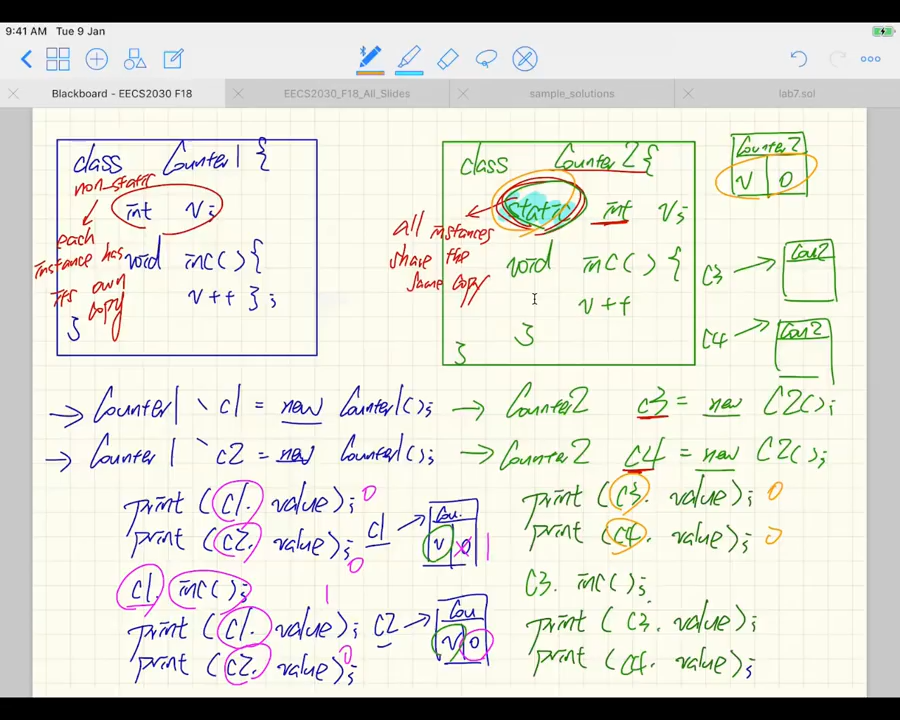 9:41 AM Tue 9 Jan
Blackboard - EECS2030 F18
EECS2030_F18_All_Slides
sample_solutions
lab7.sol
class Counter1 {
non-static
int v;
each
instance has
its own
copy
void inc() {
v++ };
}
class Counter2 {
static int v;
all instances
share the
same copy
void inc() {
v++
}
}
Counter2
v 0
c3
Cou2
c4
Cou2
Counter1 c1 = new Counter1();
Counter1 c2 = new Counter1();
print (c1. value); 0
print (c2. value); 0
c1. inc();
print (c1. value); 1
print (c2. value); 0
c1
Cou.
v 0 1
c2
Cou
v 0
Counter2 c3 = new C2();
Counter2 c4 = new C2();
print (c3. value); 0
print (c4. value); 0
C3. inc();
print (c3. value);
print (c4. value);